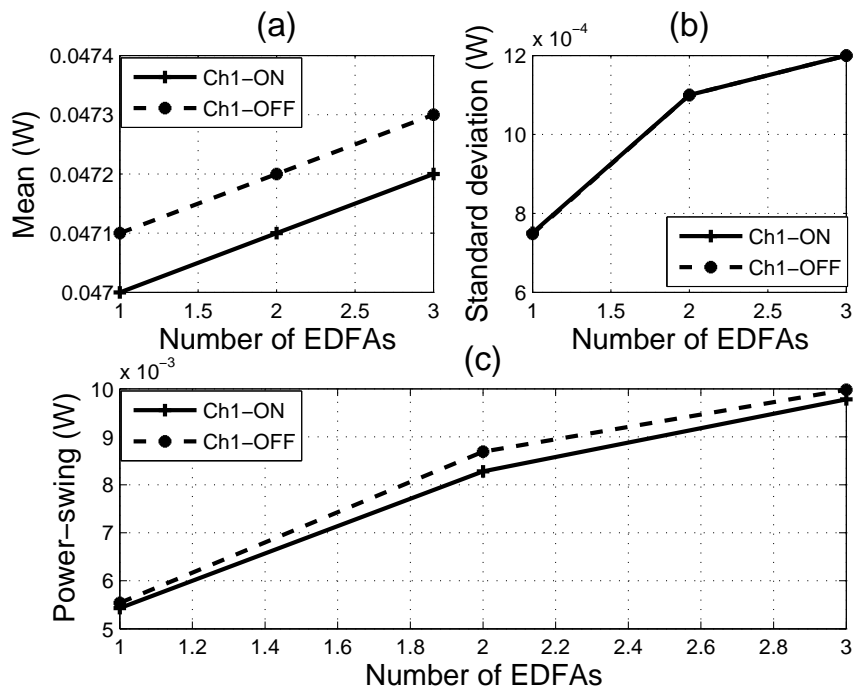 (a)
Mean (W)
0.0474
0.0473
0.0472
0.0471
0.047
Ch1−ON
Ch1−OFF
1
1.5
2
2.5
3
Number of EDFAs
(b)
x 10⁻⁴
Standard deviation (W)
12
10
8
6
Ch1−ON
Ch1−OFF
1
1.5
2
2.5
3
Number of EDFAs
(c)
x 10⁻³
Power−swing (W)
10
9
8
7
6
5
Ch1−ON
Ch1−OFF
1
1.2
1.4
1.6
1.8
2
2.2
2.4
2.6
2.8
3
Number of EDFAs